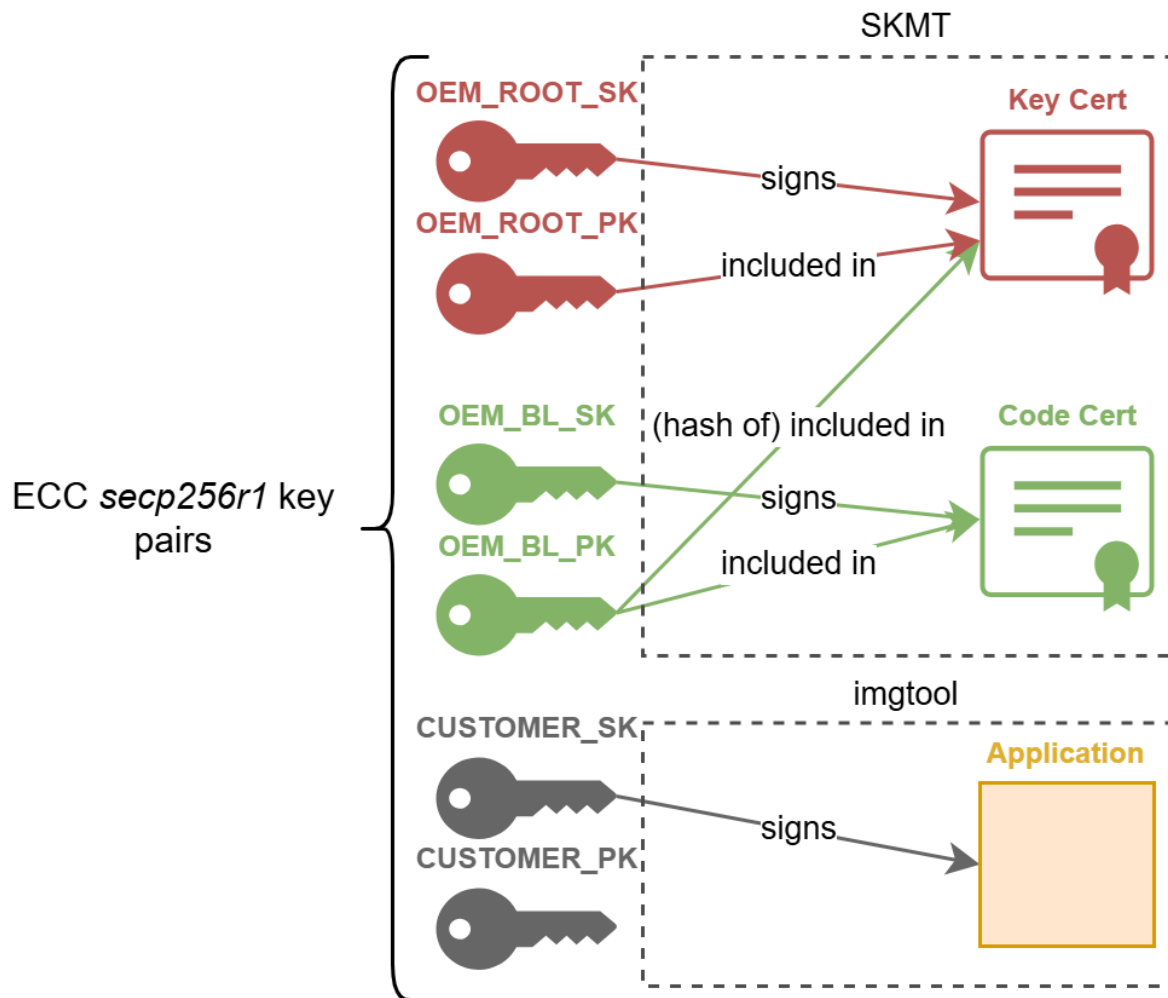 SKMT
OEM_ROOT_SK
Key Cert
signs
OEM_ROOT_PK
included in
OEM_BL_SK
(hash of) included in
Code Cert
ECC secp256r1 key
pairs
signs
OEM_BL_PK
included in
imgtool
CUSTOMER_SK
Application
signs
CUSTOMER_PK